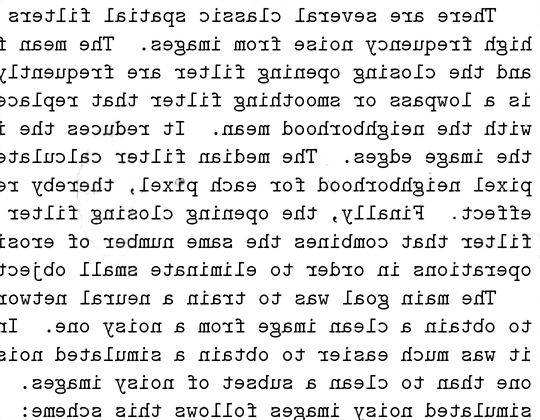 There are several classic spatial filters
high frequency noise from images. The mean f
and the closing opening filter are frequently
is a lowpass or smoothing filter that replace
with the neighborhood mean. It reduces the i
the image edges. The median filter calculate
pixel neighborhood for each pixel, thereby re
effect. Finally, the opening closing filter
filter that combines the same number of erosi
operations in order to eliminate small object
The main goal was to train a neural networ
to obtain a clean image from a noisy one. In
it was much easier to obtain a simulated nois
one than to clean a subset of noisy images.
simulated noisy images follows this scheme: